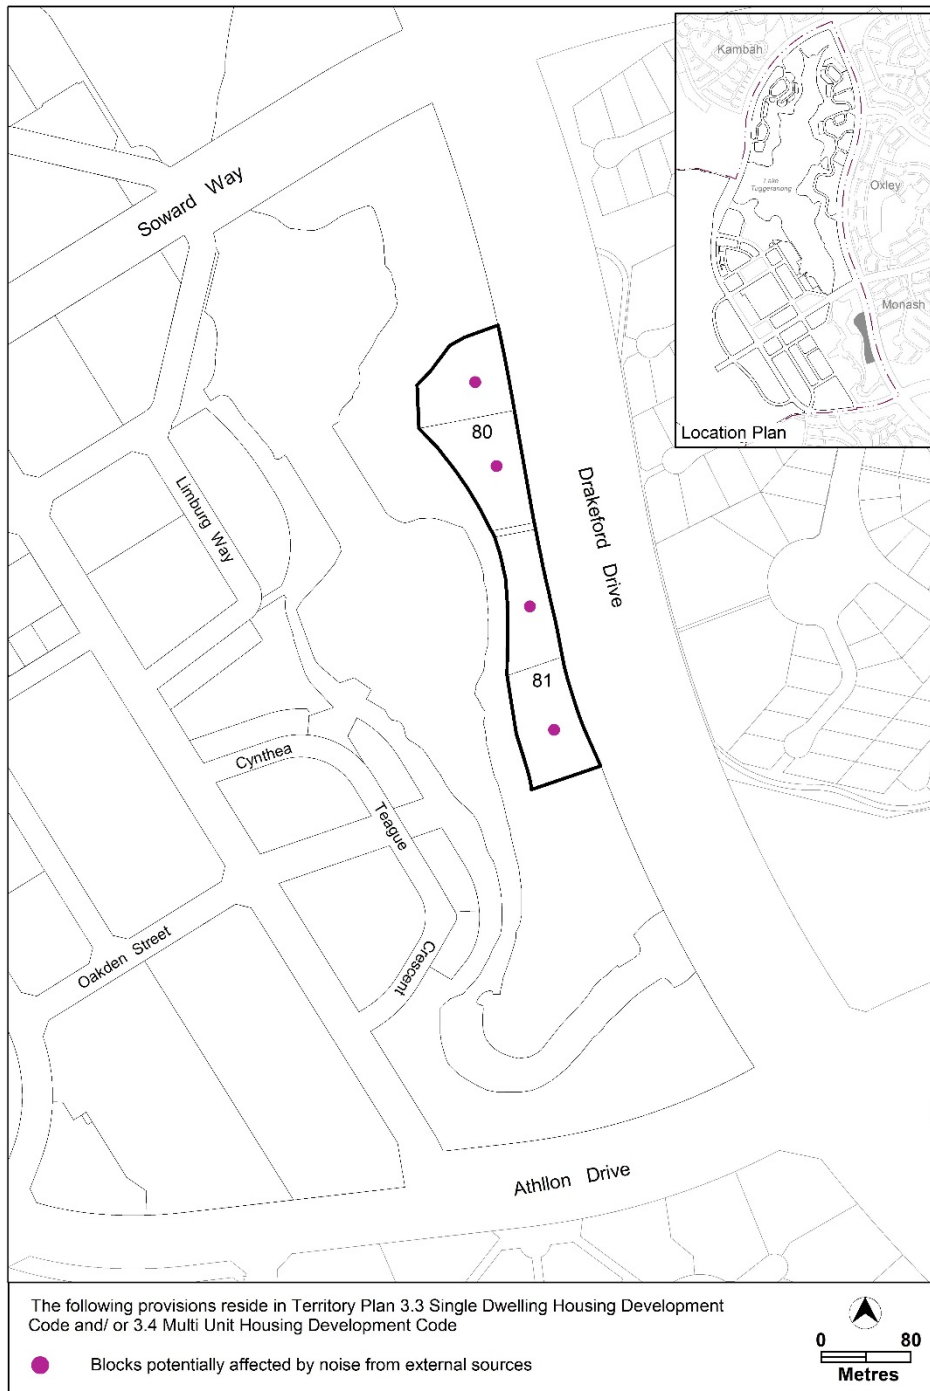 Kambah
Lake
Tuggeranong
Oxley
Monash
Location Plan
Soward Way
80
Limburg Way
Drakeford Drive
81
Cynthea
Teague
Crescent
Oakden Street
Athllon Drive
The following provisions reside in Territory Plan 3.3 Single Dwelling Housing Development
Code and/ or 3.4 Multi Unit Housing Development Code
Blocks potentially affected by noise from external sources
0 80
Metres